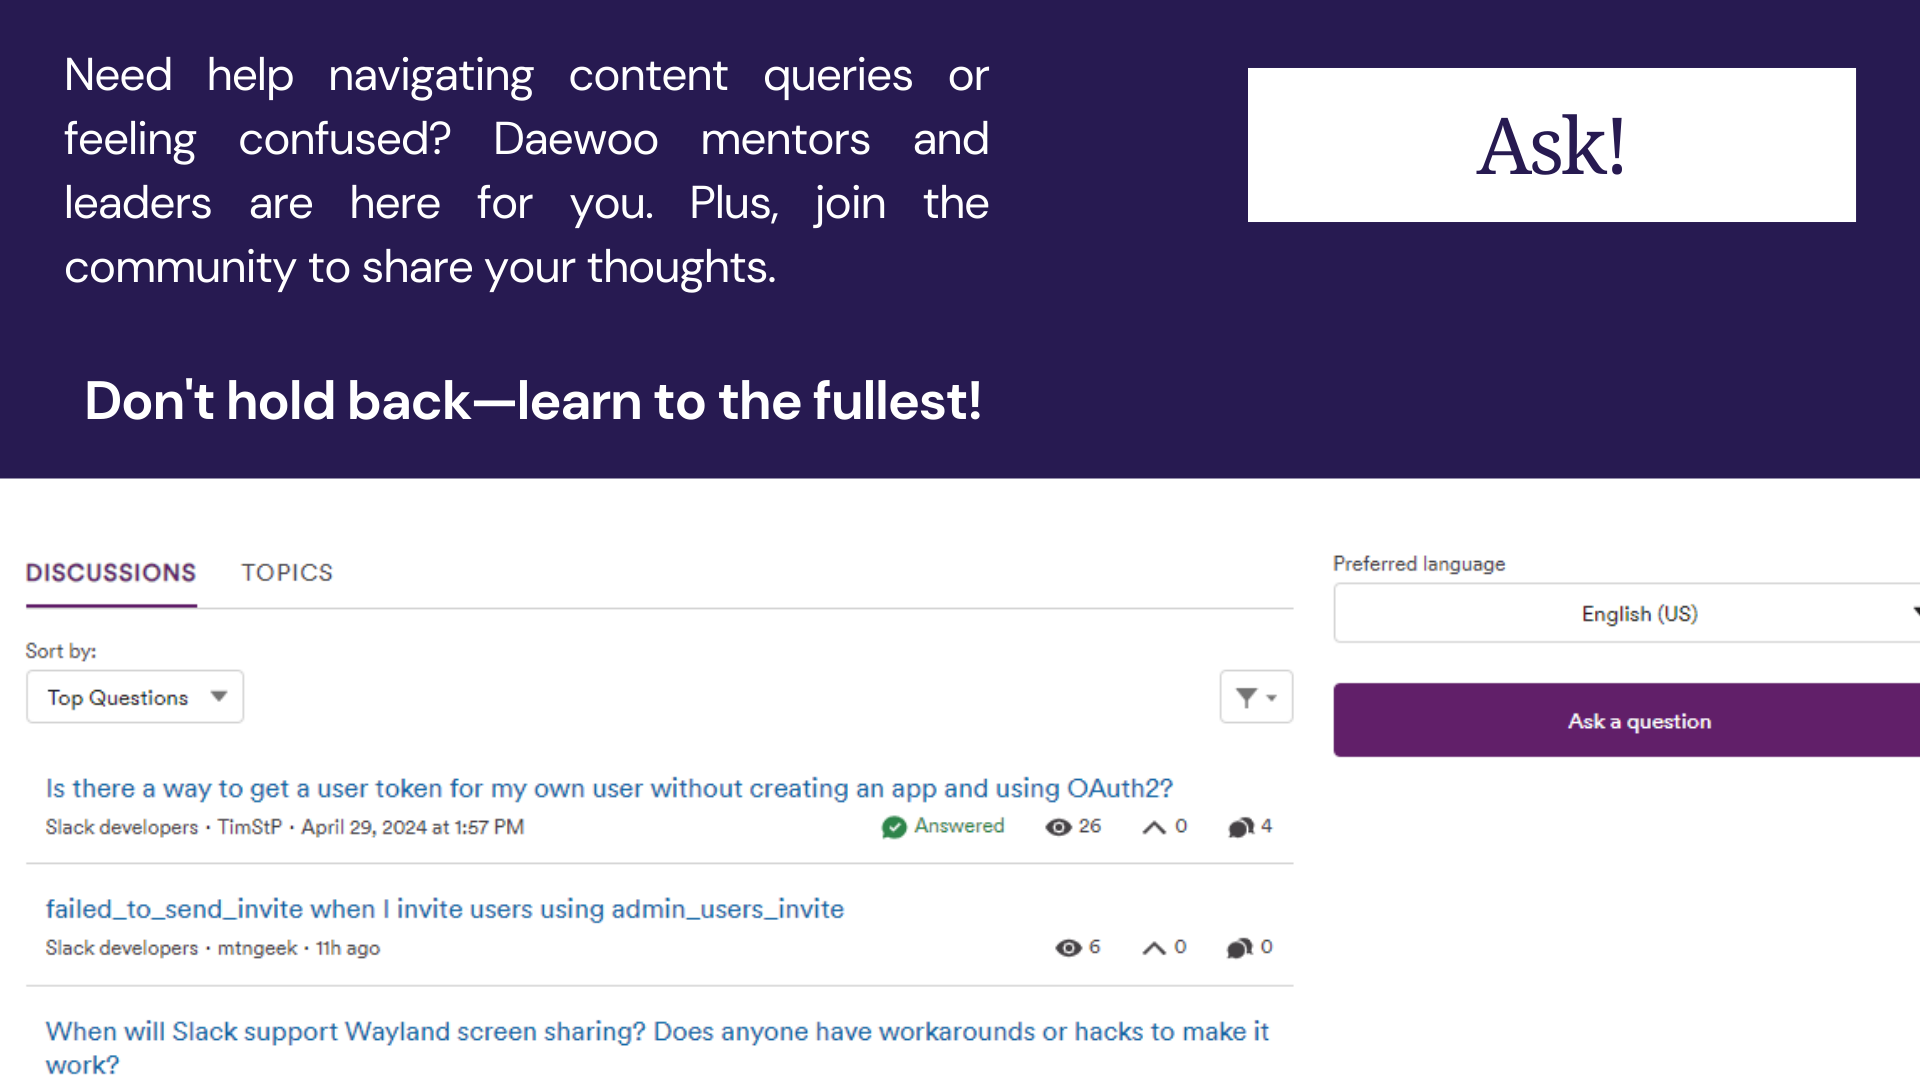 Need help navigating content queries or
feeling confused? Daewoo mentors and
leaders are here for you. Plus, join the
community to share your thoughts.
Don't hold back—learn to the fullest!
Ask!
DISCUSSIONS TOPICS
Sort by:
Top Questions
Is there a way to get a user token for my own user without creating an app and using OAuth2?
Slack developers · TimStP · April 29, 2024 at 1:57 PM Answered 26 0 4
failed_to_send_invite when I invite users using admin_users_invite
Slack developers · mtngeek · 11h ago 6 0 0
When will Slack support Wayland screen sharing? Does anyone have workarounds or hacks to make it
work?
Preferred language
English (US)
Ask a question